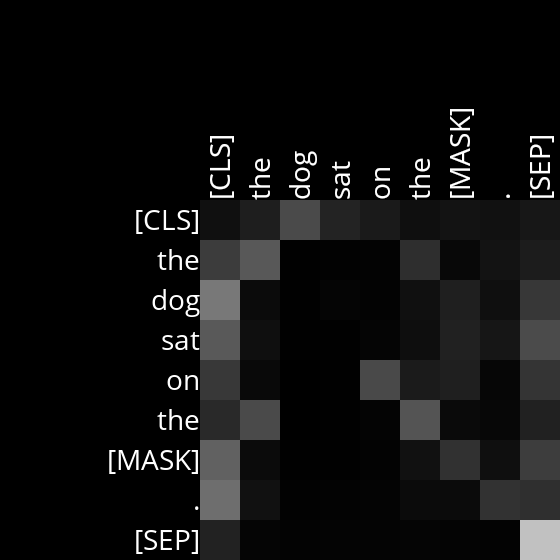 [CLS] the dog sat on the [MASK] . [SEP]
[CLS]
the
dog
sat
on
the
[MASK]
.
[SEP]